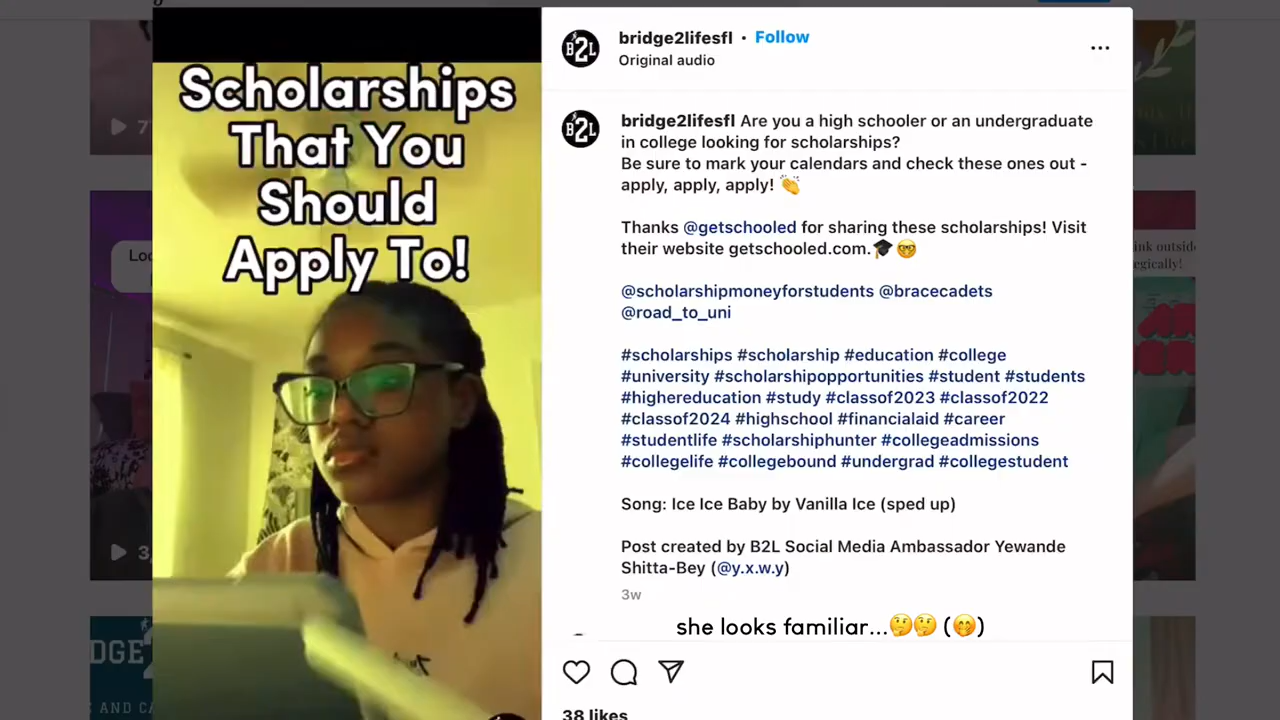 Scholarships
That You
Should
Apply To!
B2L
bridge2lifesfl • Follow
Original audio
B2L
bridge2lifesfl Are you a high schooler or an undergraduate
in college looking for scholarships?
Be sure to mark your calendars and check these ones out -
apply, apply, apply! 👏
Thanks @getschooled for sharing these scholarships! Visit
their website getschooled.com.🎓🤓
@scholarshipmoneyforstudents @bracecadets
@road_to_uni
#scholarships #scholarship #education #college
#university #scholarshipopportunities #student #students
#highereducation #study #classof2023 #classof2022
#classof2024 #highschool #financialaid #career
#studentlife #scholarshiphunter #collegeadmissions
#collegelife #collegebound #undergrad #collegestudent
Song: Ice Ice Baby by Vanilla Ice (sped up)
Post created by B2L Social Media Ambassador Yewande
Shitta-Bey (@y.x.w.y)
3w
she looks familiar...🤔🤔 (🤭)
38 likes